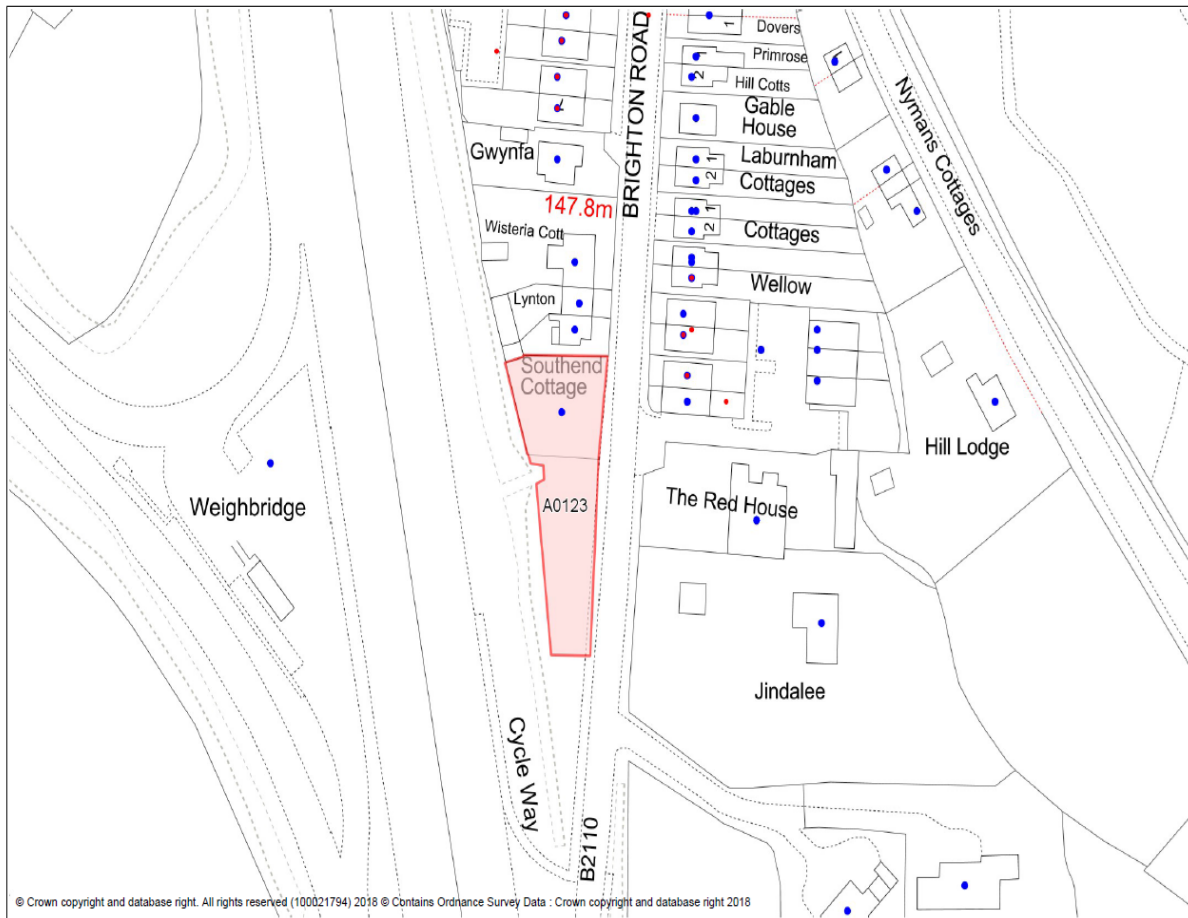 BRIGHTON ROAD
1
Dovers
1
Primrose
2
Hill Cotts
Gable
House
Nymans Cottages
Gwynfa
1
Laburnham
2
Cottages
147.8m
1
2
Cottages
Wisteria Cott
Wellow
Lynton
Southend
Cottage
Hill Lodge
Weighbridge
A0123
The Red House
Jindalee
Cycle Way
B2110
© Crown copyright and database right. All rights reserved (100021794) 2018 © Contains Ordnance Survey Data : Crown copyright and database right 2018